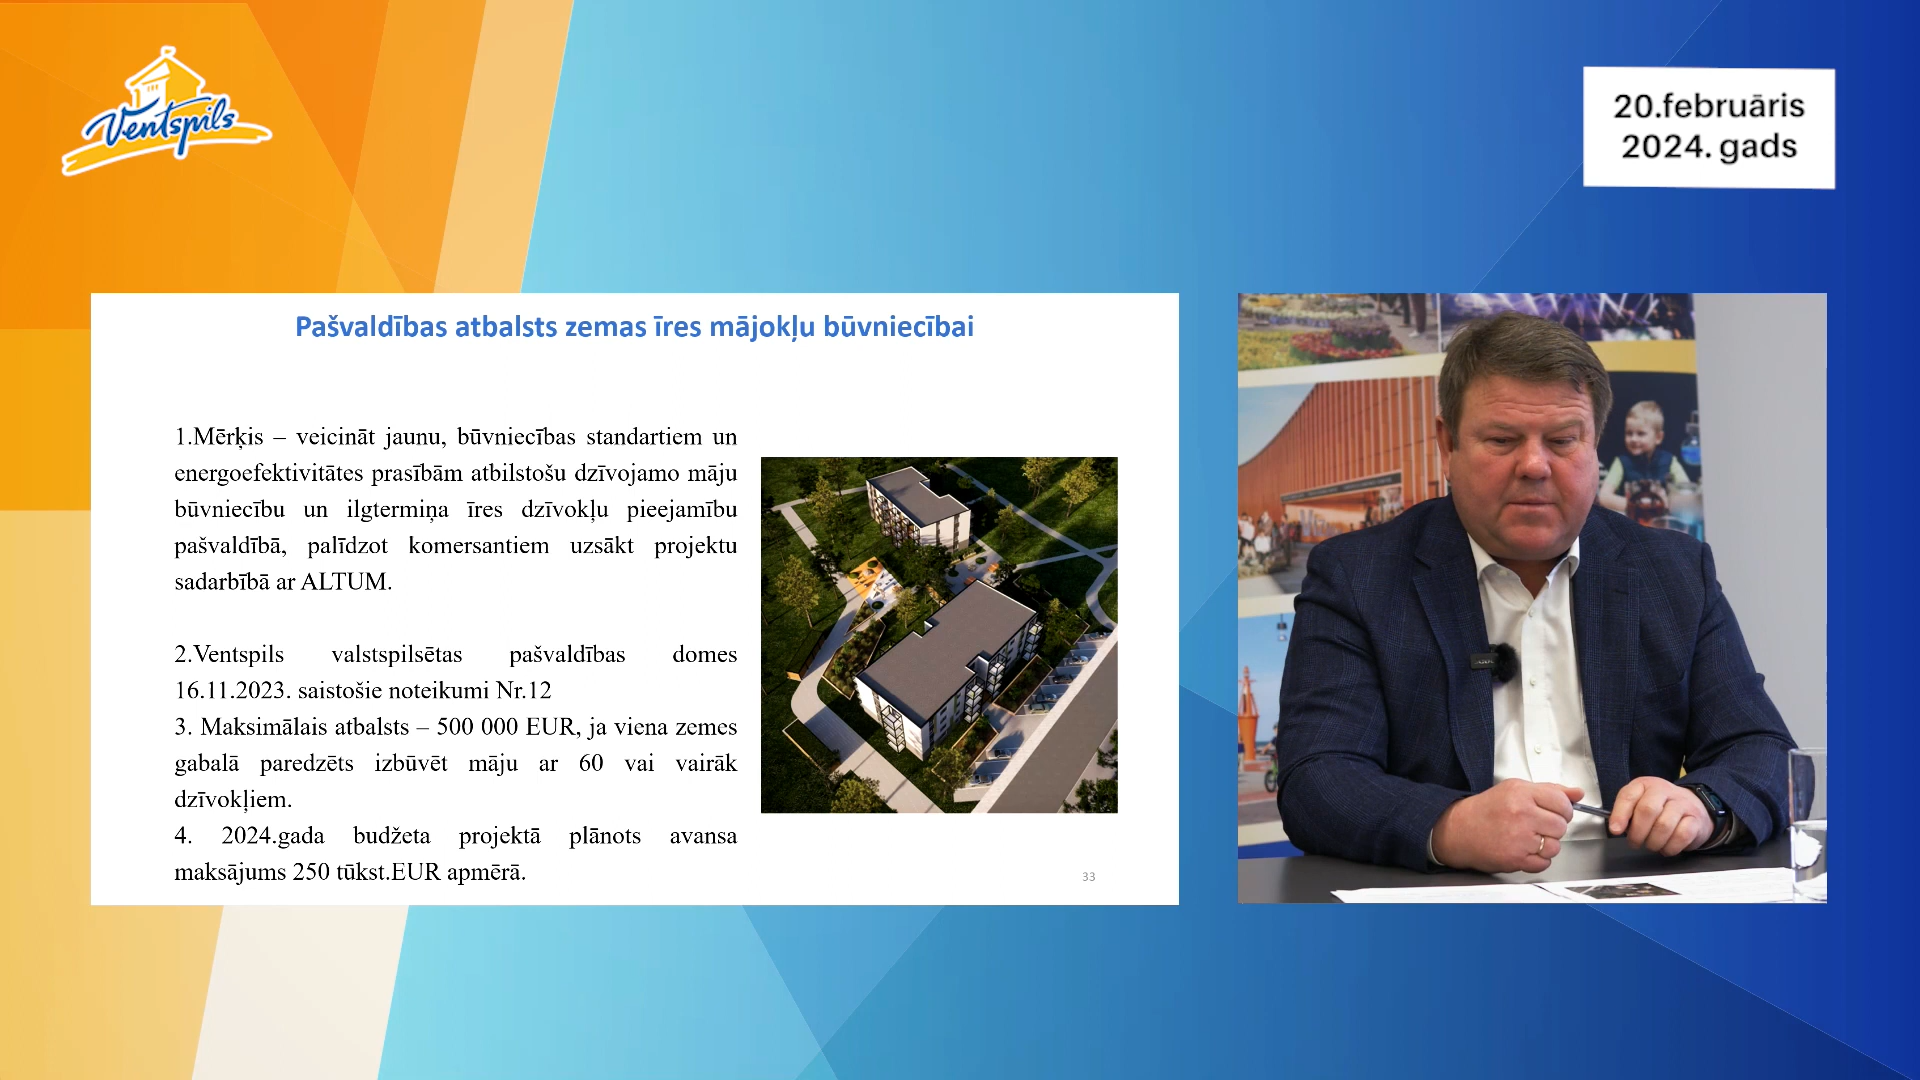 Ventspils
20.februāris
2024. gads
Pašvaldības atbalsts zemas īres mājokļu būvniecībai
1.Mērķis – veicināt jaunu, būvniecības standartiem un
energoefektivitātes prasībām atbilstošu dzīvojamo māju
būvniecību un ilgtermiņa īres dzīvokļu pieejamību
pašvaldībā, palīdzot komersantiem uzsākt projektu
sadarbībā ar ALTUM.
2.Ventspils valstspilsētas pašvaldības domes
16.11.2023. saistošie noteikumi Nr.12
3. Maksimālais atbalsts – 500 000 EUR, ja viena zemes
gabalā paredzēts izbūvēt māju ar 60 vai vairāk
dzīvokļiem.
4. 2024.gada budžeta projektā plānots avansa
maksājums 250 tūkst.EUR apmērā.
33